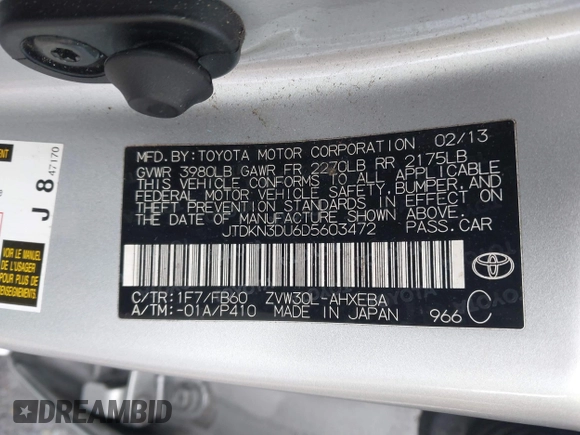 MFD. BY: TOYOTA MOTOR CORPORATION 02/13
GVWR 3980LB GAWR FR 2270LB RR 2175LB
THIS VEHICLE CONFORMS TO ALL APPLICABLE
FEDERAL MOTOR VEHICLE SAFETY, BUMPER, AND
THEFT PREVENTION STANDARDS IN EFFECT ON
THE DATE OF MANUFACTURE SHOWN ABOVE.
JTDKN3DU6D5603472 PASS. CAR
C/TR: 1F7/FB60 ZVW30L-AHXEBA
A/TM: -01A/P410 MADE IN JAPAN 966 C
TOYOTA
J 8 47170
DREAMBID